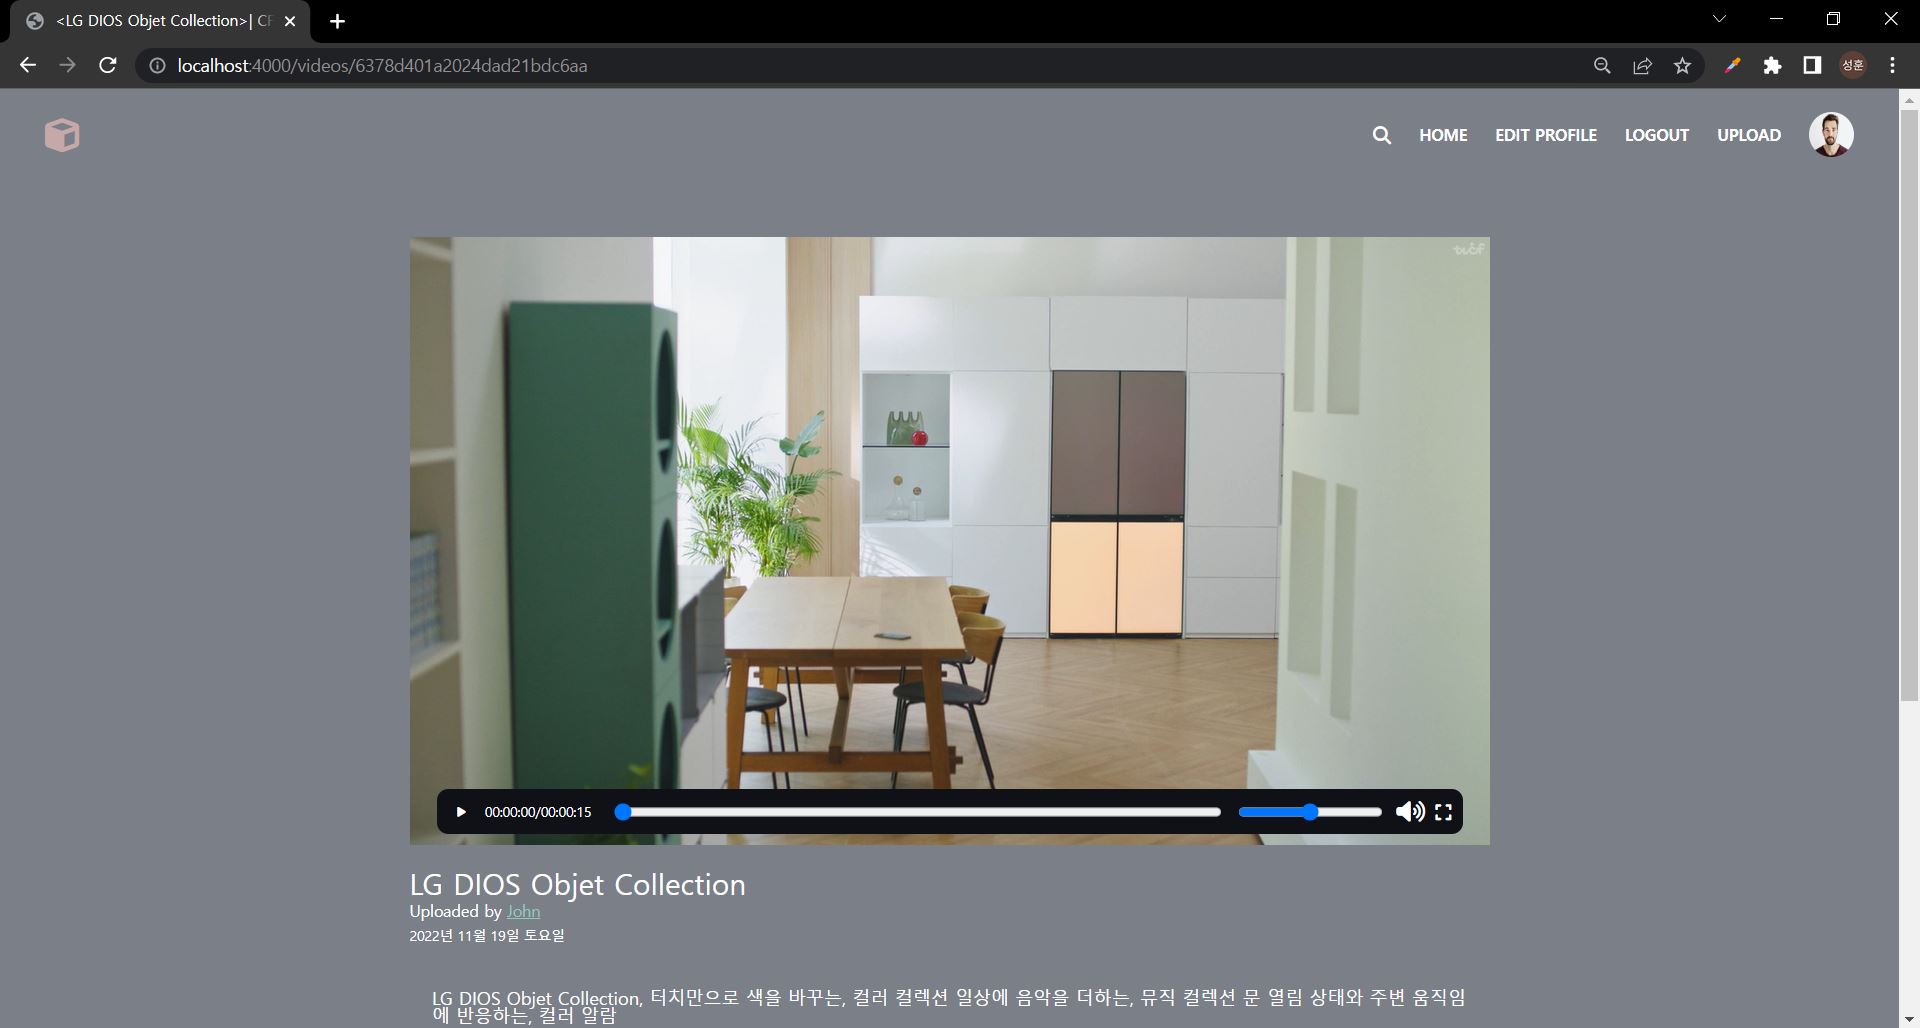 <LG DIOS Objet Collection>| CF
localhost:4000/videos/6378d401a2024dad21bdc6aa
성훈
HOME EDIT PROFILE LOGOUT UPLOAD
tvcf
00:00:00/00:00:15
LG DIOS Objet Collection
Uploaded by John
2022년 11월 19일 토요일
LG DIOS Objet Collection, 터치만으로 색을 바꾸는, 컬러 컬렉션 일상에 음악을 더하는, 뮤직 컬렉션 문 열림 상태와 주변 움직임
에 반응하는, 컬러 알람